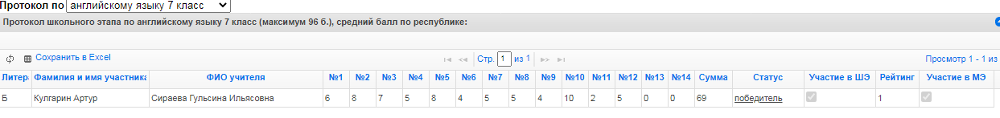 Протокол по английскому языку 7 класс
Протокол школьного этапа по английскому языку 7 класс (максимум 96 б.), средний балл по республике:
Сохранить в Excel Стр. 1 из 1 Просмотр 1 - 1 из
Литера Фамилия и имя участника ФИО учителя №1 №2 №3 №4 №5 №6 №7 №8 №9 №10 №11 №12 №13 №14 Сумма Статус Участие в ШЭ Рейтинг Участие в МЭ
Б Кулгарин Артур Сираева Гульсина Ильясовна 6 8 7 5 8 4 5 5 4 10 2 5 0 0 69 победитель 1